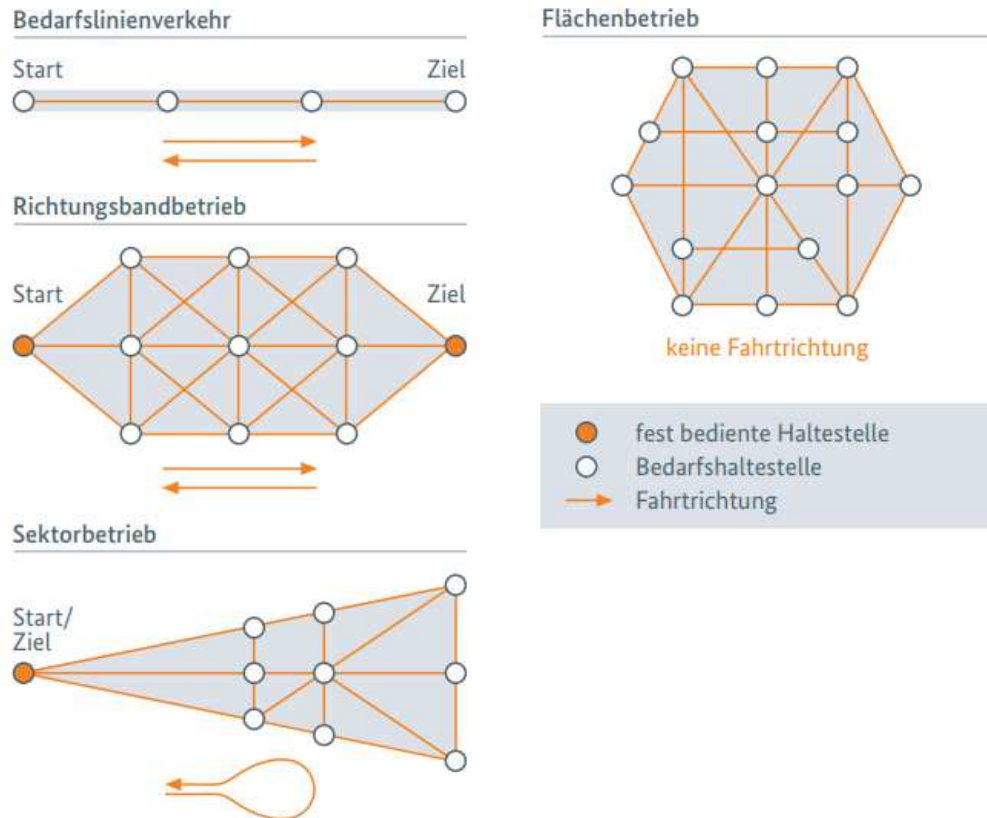 Bedarfslinienverkehr
Start
Ziel
Richtungsbandbetrieb
Start
Ziel
Sektorbetrieb
Start/
Ziel
Flächenbetrieb
keine Fahrtrichtung
fest bediente Haltestelle
Bedarfshaltestelle
Fahrtrichtung